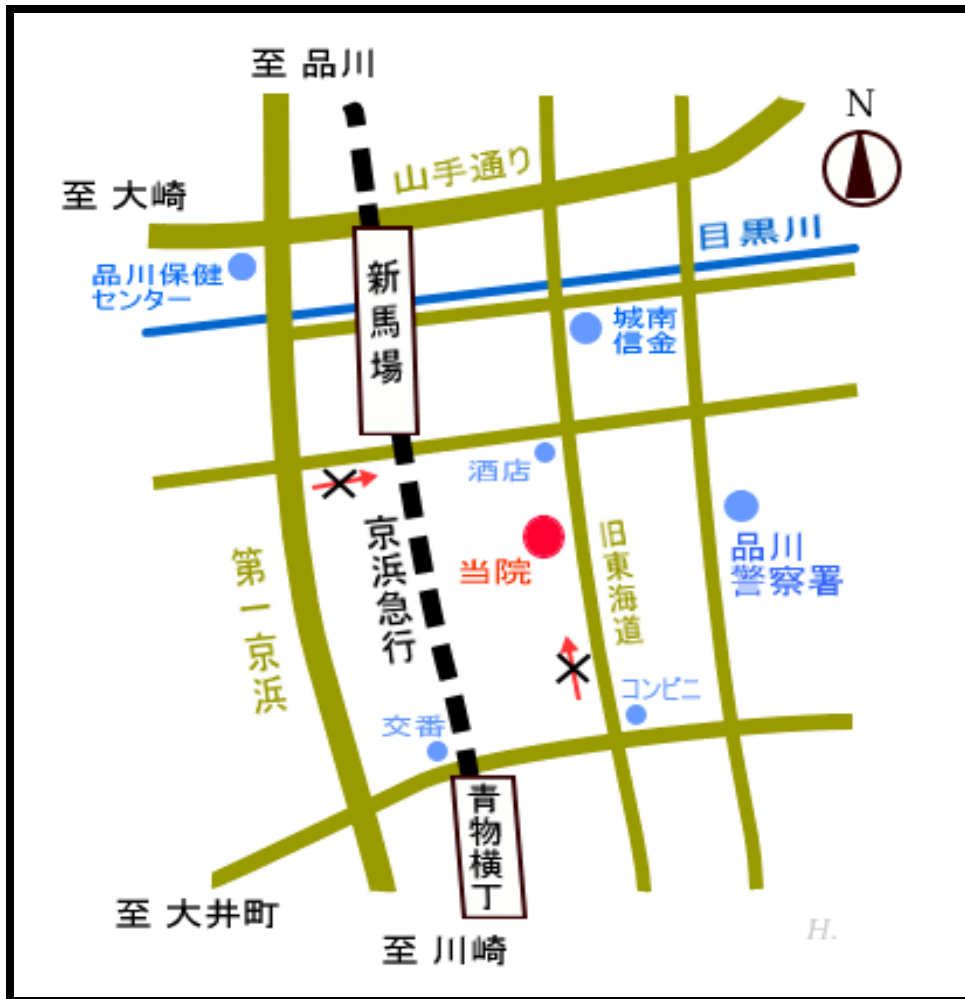 至 品川
N
山手通り
至 大崎
目黒川
品川保健
センター
新馬場
城南
信金
酒店
京浜急行
旧東海道
品川
警察署
第一京浜
当院
コンビニ
交番
青物横丁
至 大井町
至 川崎
H.